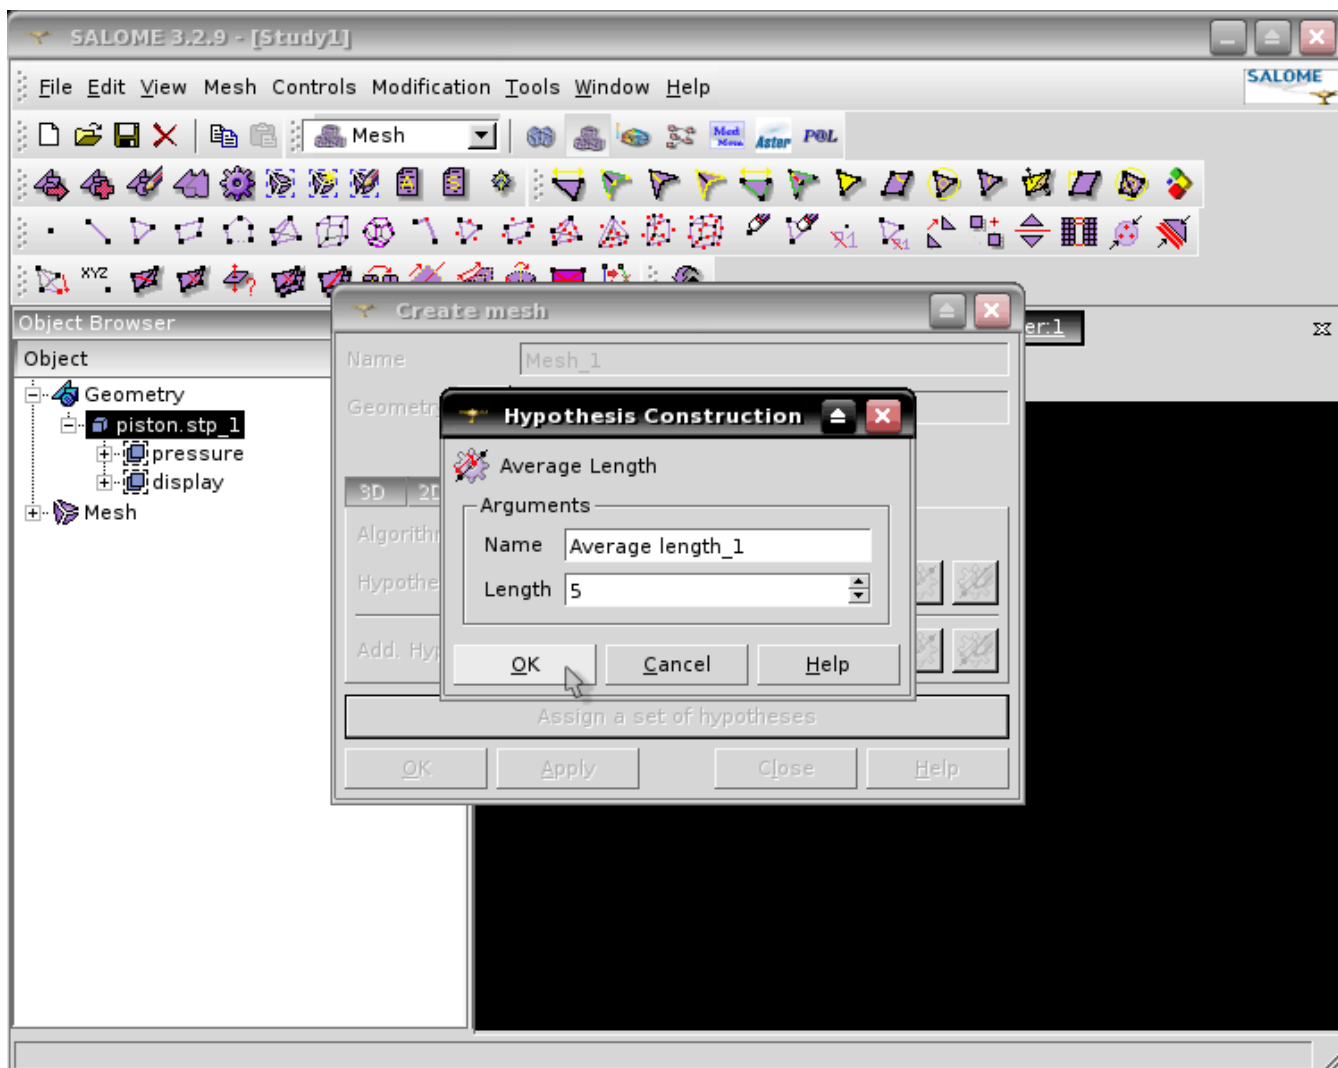 SALOME 3.2.9 - [Study1]
File Edit View Mesh Controls Modification Tools Window Help
SALOME
Mesh
Med
Aster
P@L
XYZ
Object Browser
Create mesh
er:1
Object
Name Mesh_1
Geometry
Geometr
Hypothesis Construction
piston.stp_1
pressure
Average Length
display
3D 2D
Arguments
Mesh
Algorith
Name Average length_1
Hypothe
Length 5
Add. Hyp
OK Cancel Help
Assign a set of hypotheses
OK Apply Close Help